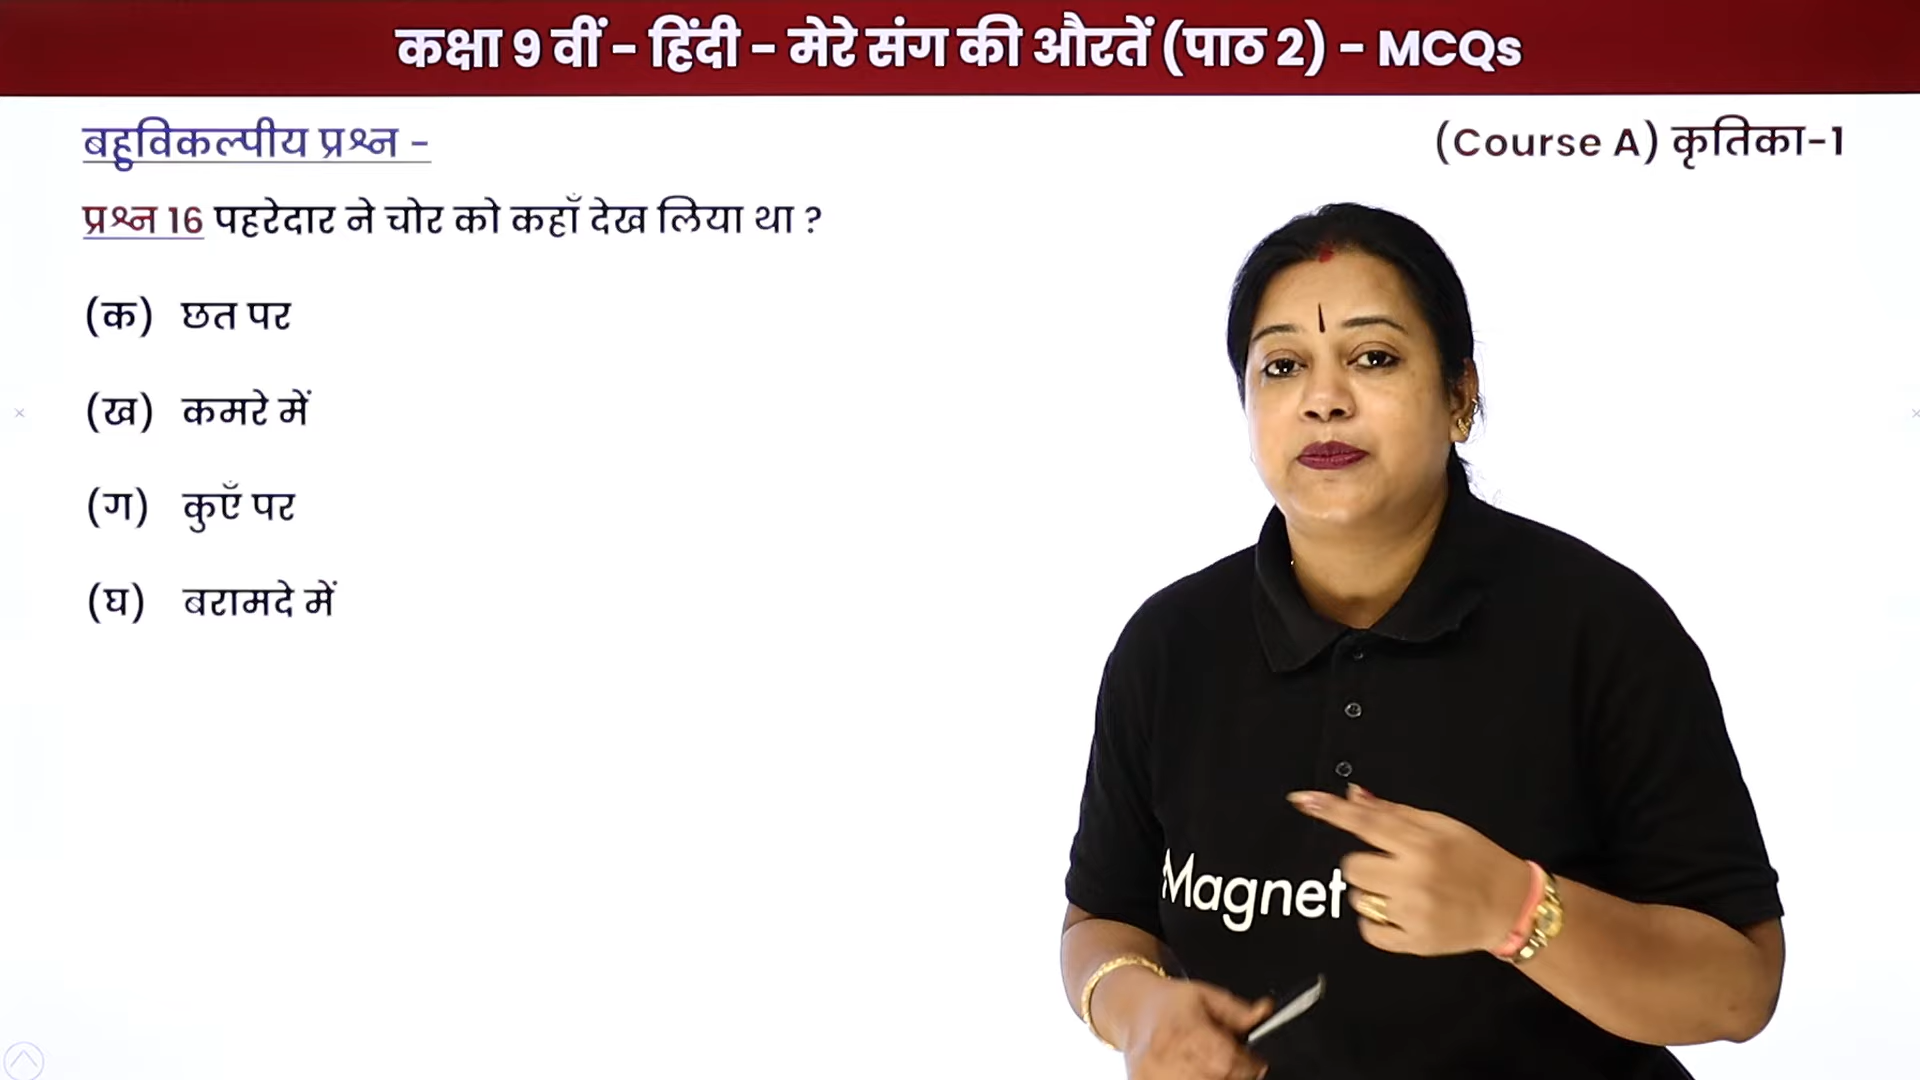 कक्षा 9 वीं - हिंदी - मेरे संग की औरतें (पाठ 2) - MCQs
बहुविकल्पीय प्रश्न -
(Course A) कृतिका-1
प्रश्न 16 पहरेदार ने चोर को कहाँ देख लिया था ?
(क) छत पर
(ख) कमरे में
(ग) कुएँ पर
(घ) बरामदे में
Magnet